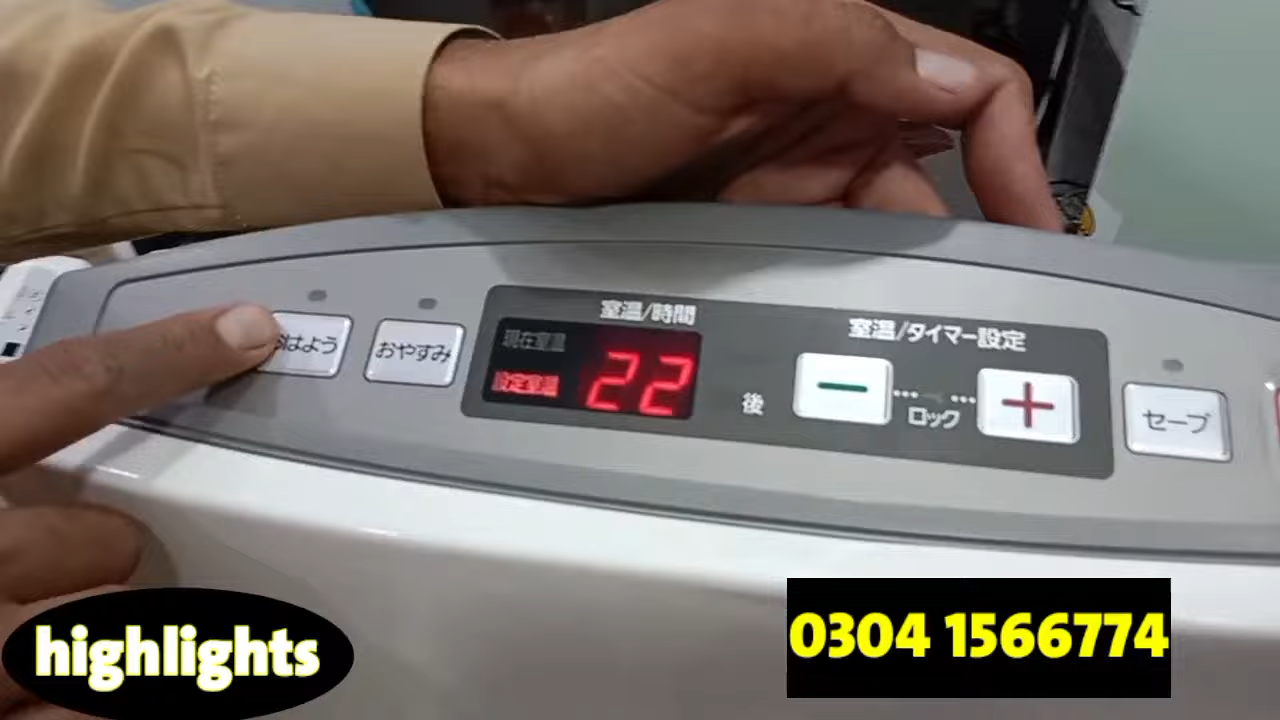 室温/時間
現在室温
設定室温
22
後
室温/タイマー設定
ロック
はよう
おやすみ
セーブ
highlights
0304 1566774